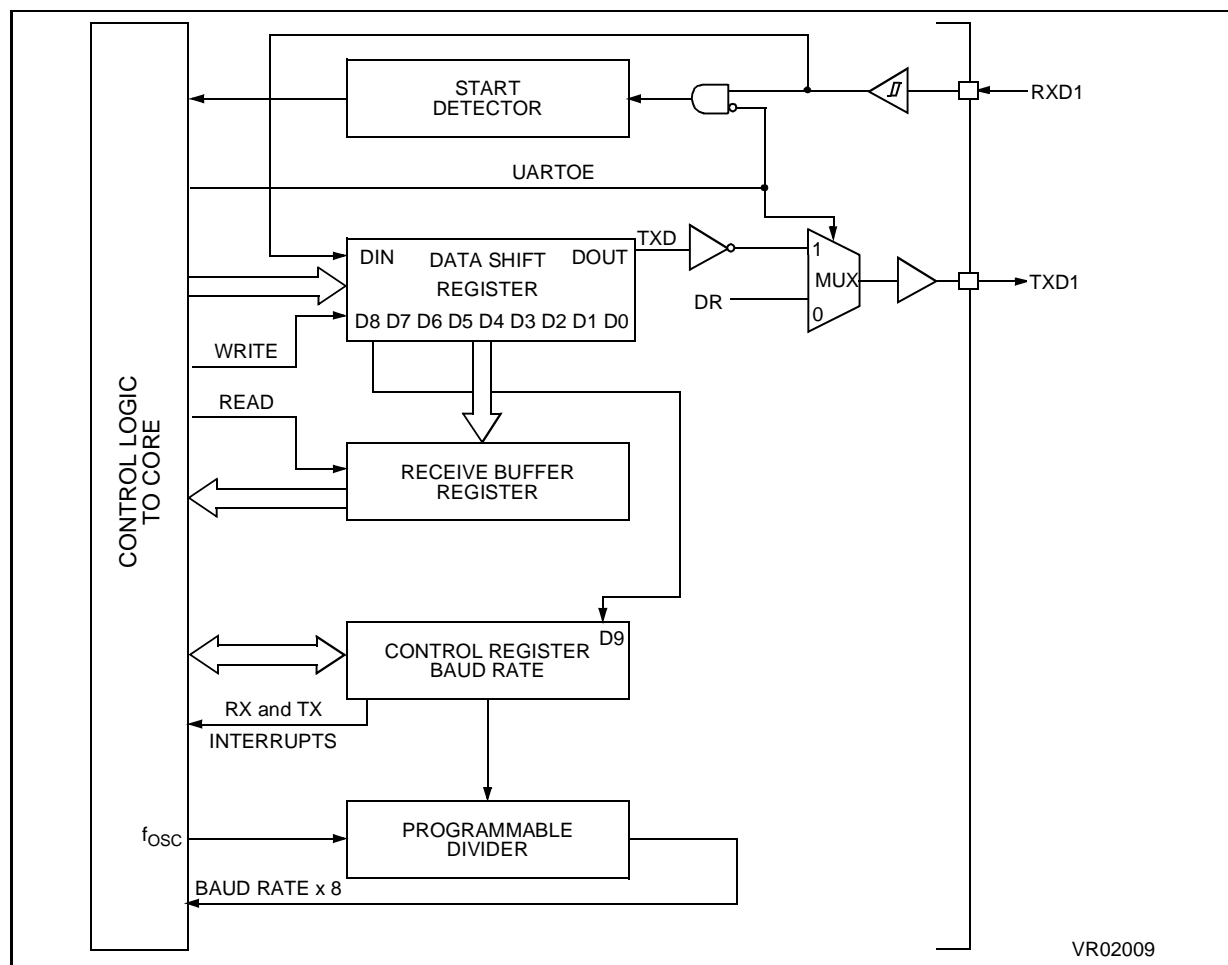 START
DETECTOR
RXD1
UARTOE
TXD
DIN DATA SHIFT DOUT
REGISTER
D8 D7 D6 D5 D4 D3 D2 D1 D0
1
MUX
0
DR
TXD1
WRITE
READ
CONTROL LOGIC
TO CORE
RECEIVE BUFFER
REGISTER
D9
CONTROL REGISTER
BAUD RATE
RX and TX
INTERRUPTS
fOSC
PROGRAMMABLE
DIVIDER
BAUD RATE x 8
VR02009